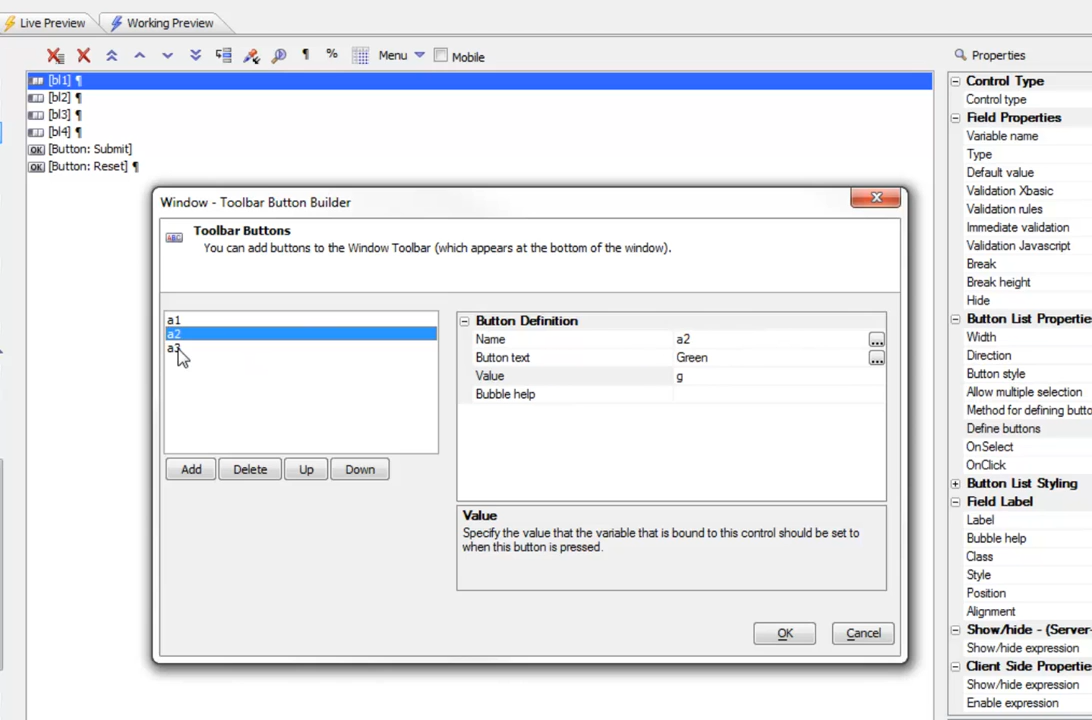 Live Preview
Working Preview
Menu
Mobile
[bl1] ¶
[bl2] ¶
[bl3] ¶
[bl4] ¶
OK [Button: Submit]
OK [Button: Reset] ¶
Window - Toolbar Button Builder
ABC Toolbar Buttons
You can add buttons to the Window Toolbar (which appears at the bottom of the window).
a1
a2
a3
Add
Delete
Up
Down
Button Definition
Name a2 ...
Button text Green ...
Value g
Bubble help
Value
Specify the value that the variable that is bound to this control should be set to
when this button is pressed.
OK
Cancel
Properties
Control Type
Control type
Field Properties
Variable name
Type
Default value
Validation Xbasic
Validation rules
Immediate validation
Validation Javascript
Break
Break height
Hide
Button List Propertie
Width
Direction
Button style
Allow multiple selection
Method for defining butto
Define buttons
OnSelect
OnClick
Button List Styling
Field Label
Label
Bubble help
Class
Style
Position
Alignment
Show/hide - (Server-
Show/hide expression
Client Side Propertie
Show/hide expression
Enable expression